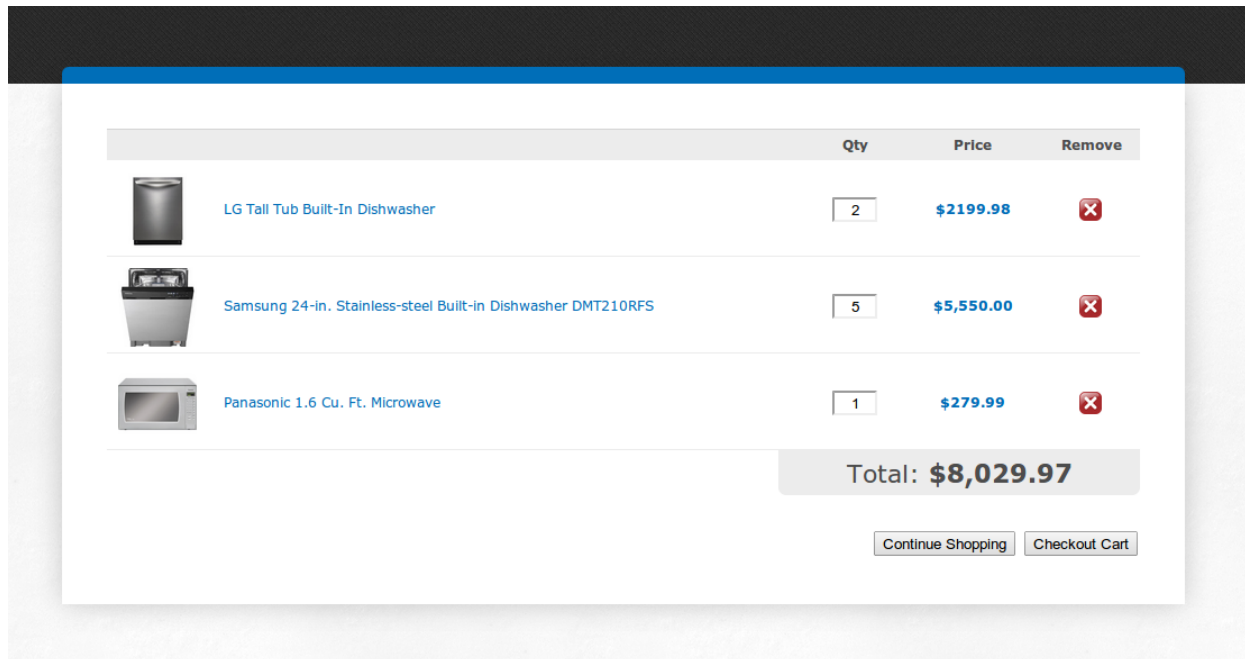 Qty Price Remove
LG Tall Tub Built-In Dishwasher 2 $2199.98
Samsung 24-in. Stainless-steel Built-in Dishwasher DMT210RFS 5 $5,550.00
Panasonic 1.6 Cu. Ft. Microwave 1 $279.99
Total: $8,029.97
Continue Shopping Checkout Cart